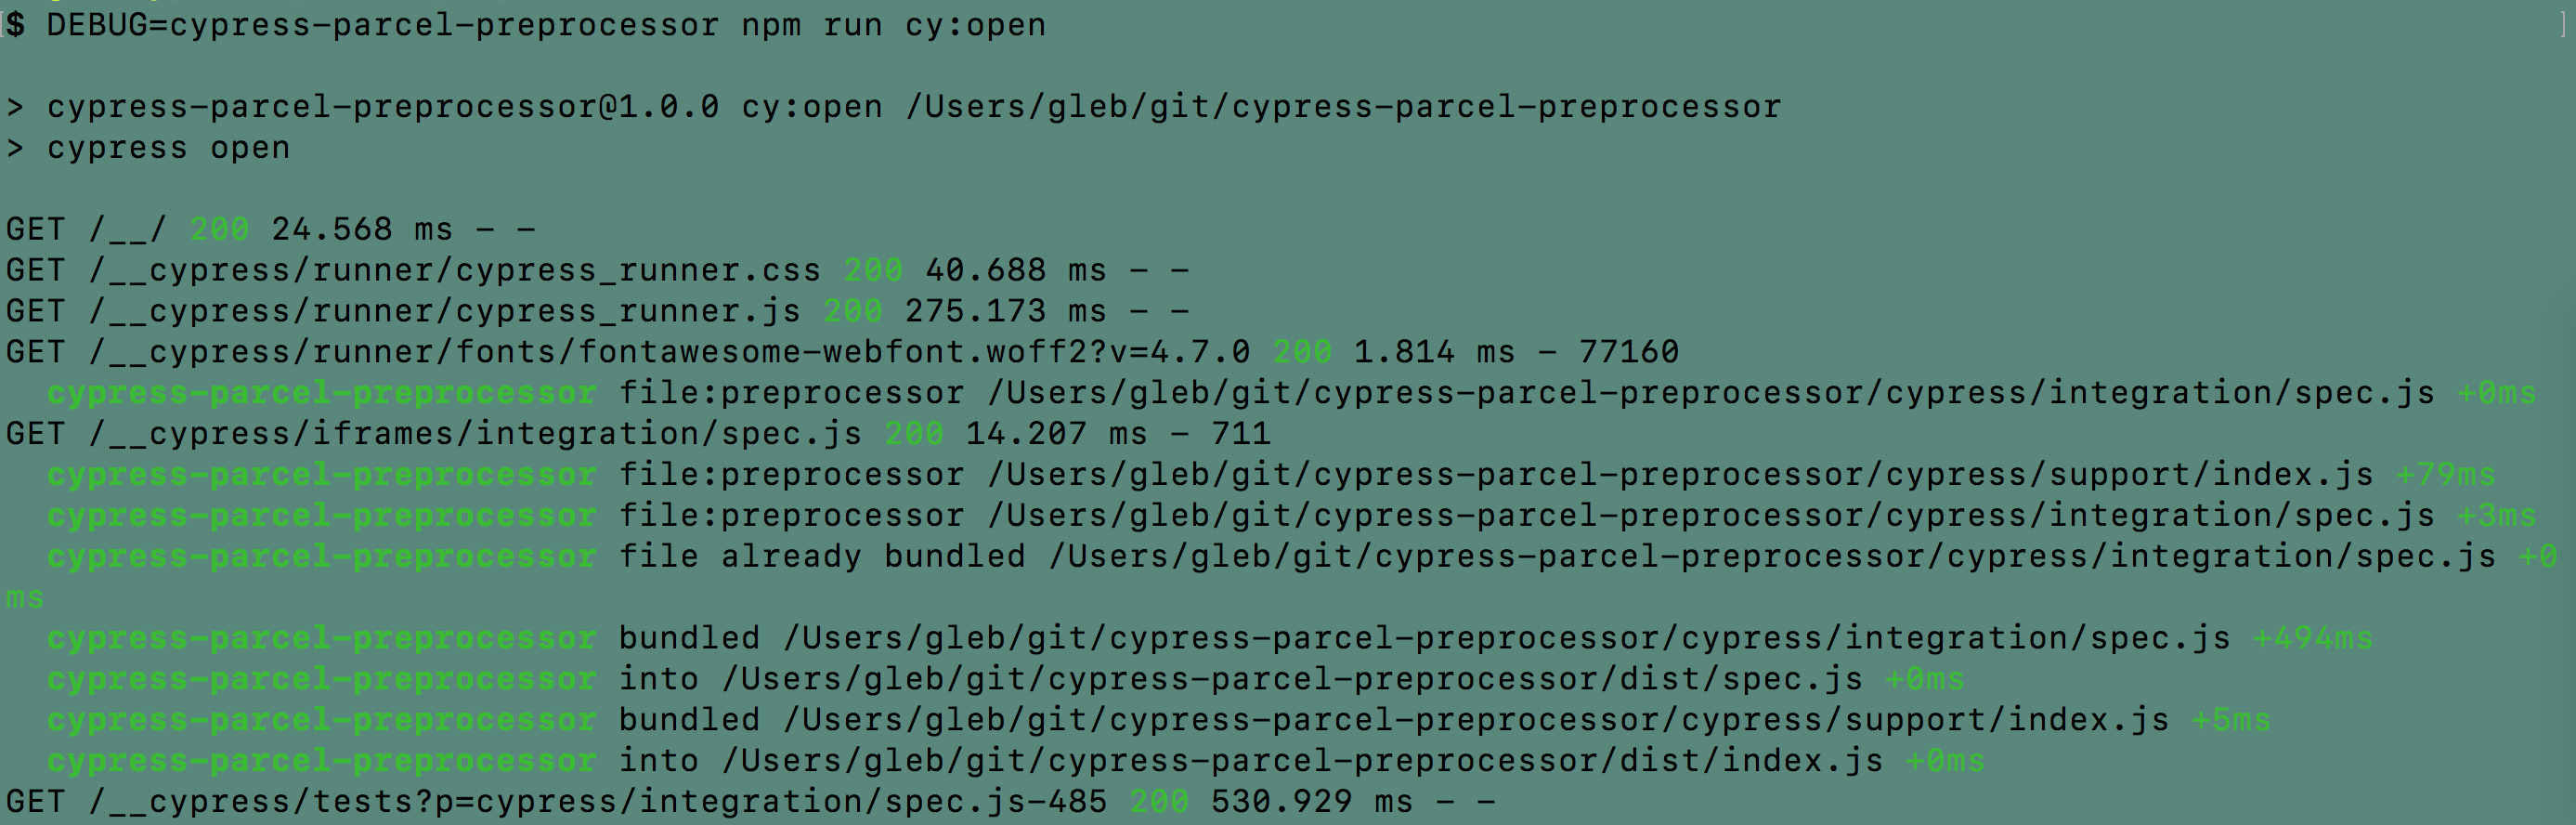 $ DEBUG=cypress-parcel-preprocessor npm run cy:open
> cypress-parcel-preprocessor@1.0.0 cy:open /Users/gleb/git/cypress-parcel-preprocessor
> cypress open
GET /__/ 200 24.568 ms - -
GET /__cypress/runner/cypress_runner.css 200 40.688 ms - -
GET /__cypress/runner/cypress_runner.js 200 275.173 ms - -
GET /__cypress/runner/fonts/fontawesome-webfont.woff2?v=4.7.0 200 1.814 ms - 77160
cypress-parcel-preprocessor file:preprocessor /Users/gleb/git/cypress-parcel-preprocessor/cypress/integration/spec.js +0ms
GET /__cypress/iframes/integration/spec.js 200 14.207 ms - 711
cypress-parcel-preprocessor file:preprocessor /Users/gleb/git/cypress-parcel-preprocessor/cypress/support/index.js +79ms
cypress-parcel-preprocessor file:preprocessor /Users/gleb/git/cypress-parcel-preprocessor/cypress/integration/spec.js +3ms
cypress-parcel-preprocessor file already bundled /Users/gleb/git/cypress-parcel-preprocessor/cypress/integration/spec.js +0
ms
cypress-parcel-preprocessor bundled /Users/gleb/git/cypress-parcel-preprocessor/cypress/integration/spec.js +494ms
cypress-parcel-preprocessor into /Users/gleb/git/cypress-parcel-preprocessor/dist/spec.js +0ms
cypress-parcel-preprocessor bundled /Users/gleb/git/cypress-parcel-preprocessor/cypress/support/index.js +5ms
cypress-parcel-preprocessor into /Users/gleb/git/cypress-parcel-preprocessor/dist/index.js +0ms
GET /__cypress/tests?p=cypress/integration/spec.js-485 200 530.929 ms - -